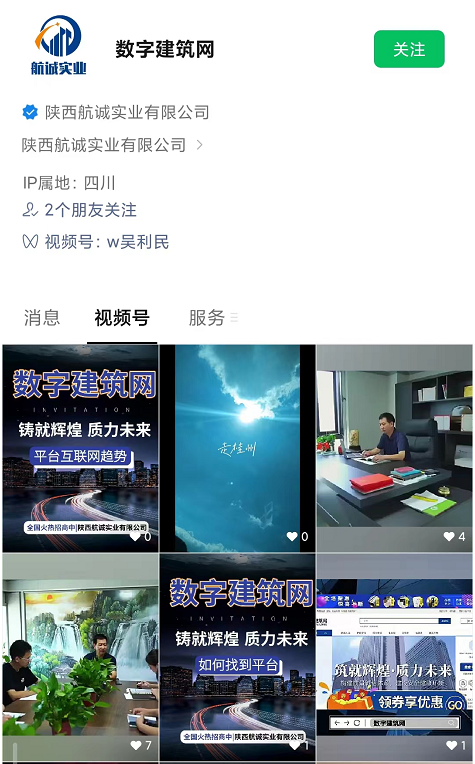 航诚实业
数字建筑网
关注
陕西航诚实业有限公司
陕西航诚实业有限公司
IP属地：四川
2个朋友关注
视频号：w吴利民
消息
视频号
服务
数字建筑网
INVITATION
铸就辉煌 质力未来
平台互联网趋势
全国火热招商中|陕西航诚实业有限公司
0
走桂州
0
4
7
数字建筑网
INVITATION
铸就辉煌 质力未来
如何找到平台
全国火热招商中|陕西航诚实业有限公司
1
筑就辉煌·质力未来
领券享优惠
GO
数字建筑网
1